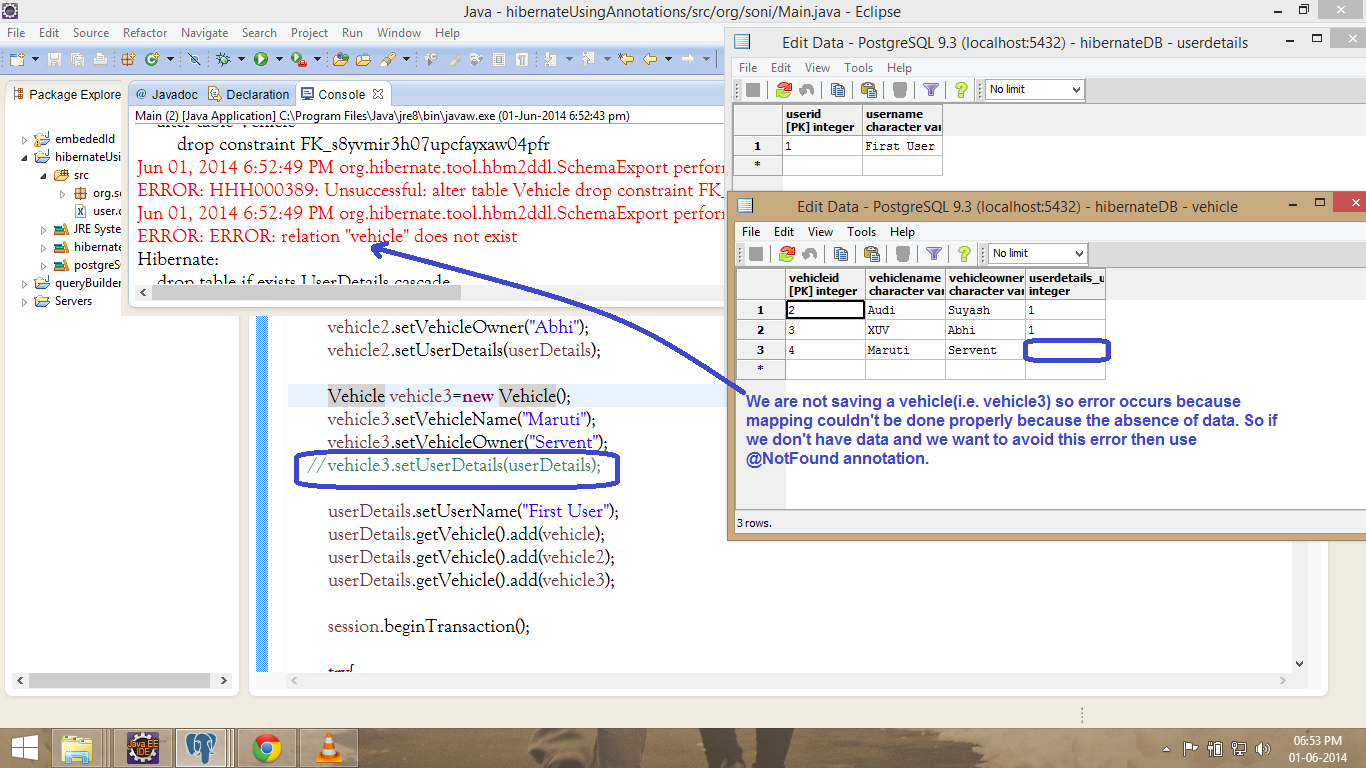 Java - hibernateUsingAnnotations/src/org/soni/Main.java - Eclipse
File Edit Source Refactor Navigate Search Project Run Window Help
Package Explore
embededId
hibernateUsi
src
org.s
user.c
JRE Syste
hibernate
postgreS
queryBuilder
Servers
@ Javadoc Declaration Console
Main (2) [Java Application] C:\Program Files\Java\jre8\bin\javaw.exe (01-Jun-2014 6:52:43 pm)
alter table Vehicle
drop constraint FK_s8yvmir3h07upcfayxaw04pfr
Jun 01, 2014 6:52:49 PM org.hibernate.tool.hbm2ddl.SchemaExport perform
ERROR: HHH000389: Unsuccessful: alter table Vehicle drop constraint FK_
Jun 01, 2014 6:52:49 PM org.hibernate.tool.hbm2ddl.SchemaExport perform
ERROR: ERROR: relation "vehicle" does not exist
Hibernate:
drop table if exists UserDetails cascade
vehicle2.setVehicleOwner("Abhi");
vehicle2.setUserDetails(userDetails);
Vehicle vehicle3=new Vehicle();
vehicle3.setVehicleName("Maruti");
vehicle3.setVehicleOwner("Servent");
//vehicle3.setUserDetails(userDetails);
userDetails.setUserName("First User");
userDetails.getVehicle().add(vehicle);
userDetails.getVehicle().add(vehicle2);
userDetails.getVehicle().add(vehicle3);
session.beginTransaction();
try{
Edit Data - PostgreSQL 9.3 (localhost:5432) - hibernateDB - userdetails
File Edit View Tools Help
No limit
userid username
[PK] integer character var
1 1 First User
*
Edit Data - PostgreSQL 9.3 (localhost:5432) - hibernateDB - vehicle
File Edit View Tools Help
No limit
vehicleid vehiclename vehicleowner userdetails_u
[PK] integer character var character var integer
1 2 Audi Suyash 1
2 3 XUV Abhi 1
3 4 Maruti Servent
*
We are not saving a vehicle(i.e. vehicle3) so error occurs because
mapping couldn't be done properly because the absence of data. So if
we don't have data and we want to avoid this error then use
@NotFound annotation.
3 rows.
Java EE
IDE
06:53 PM
01-06-2014